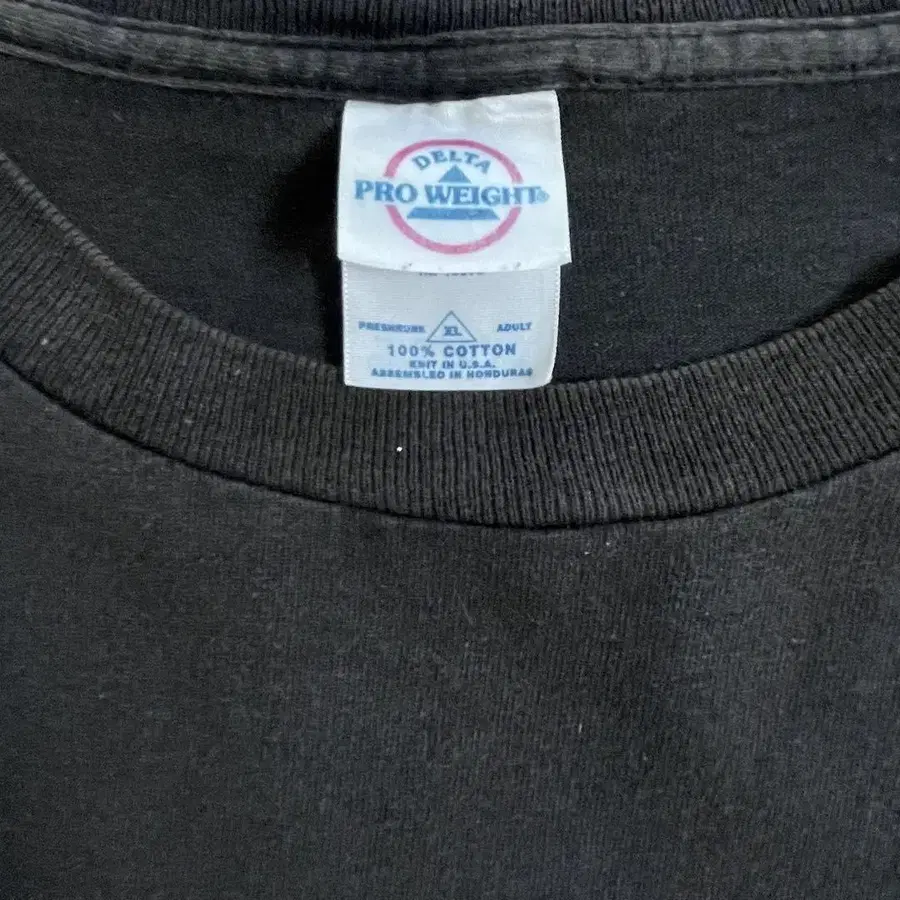 DELTA
PRO WEIGHT®
PRESHRUNK XL ADULT
100% COTTON
KNIT IN U.S.A.
ASSEMBLED IN HONDURAS